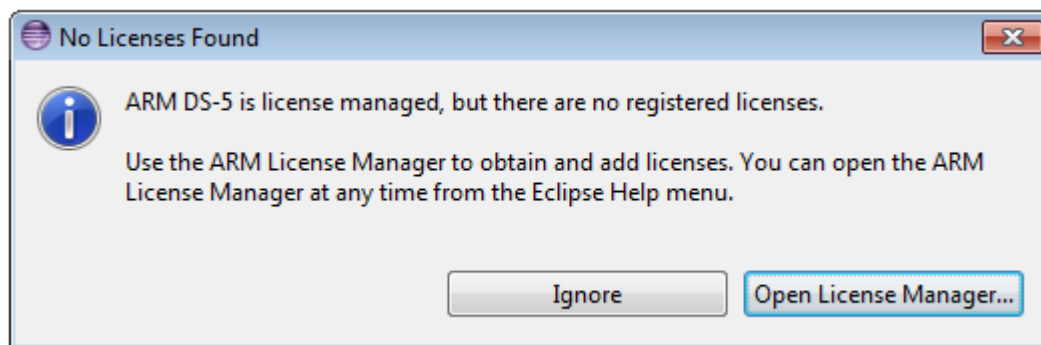 No Licenses Found
ARM DS-5 is license managed, but there are no registered licenses.
Use the ARM License Manager to obtain and add licenses. You can open the ARM
License Manager at any time from the Eclipse Help menu.
Ignore
Open License Manager...